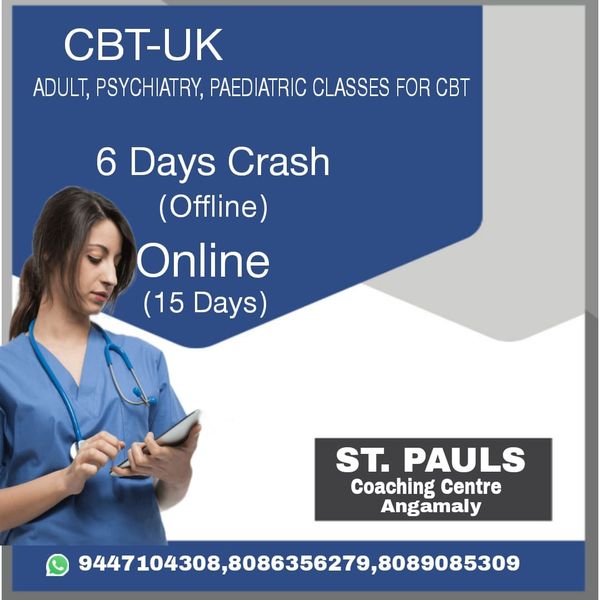 CBT-UK
ADULT, PSYCHIATRY, PAEDIATRIC CLASSES FOR CBT
6 Days Crash
(Offline)
Online
(15 Days)
ST. PAULS
Coaching Centre
Angamaly
9447104308,8086356279,8089085309